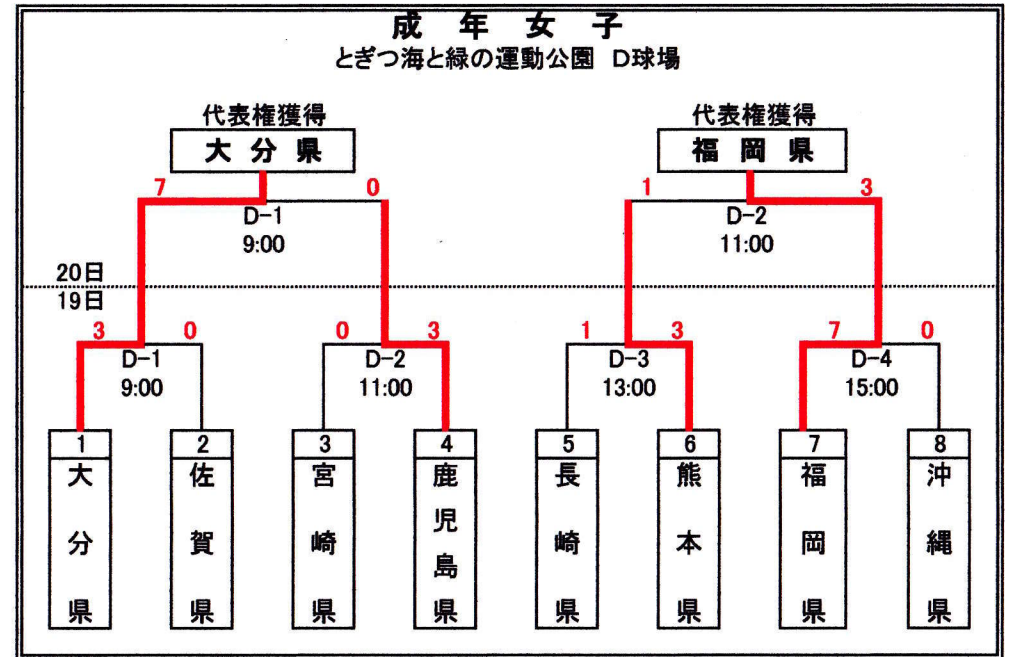 成年女子
とぎつ海と緑の運動公園 D球場
代表権獲得 代表権獲得
大分県 福岡県
7 0 1 3
D-1 D-2
9:00 11:00
20日
19日
3 0 0 3 1 3 7 0
D-1 D-2 D-3 D-4
9:00 11:00 13:00 15:00
1 2 3 4 5 6 7 8
大分県 佐賀県 宮崎県 鹿児島県 長崎県 熊本県 福岡県 沖縄県